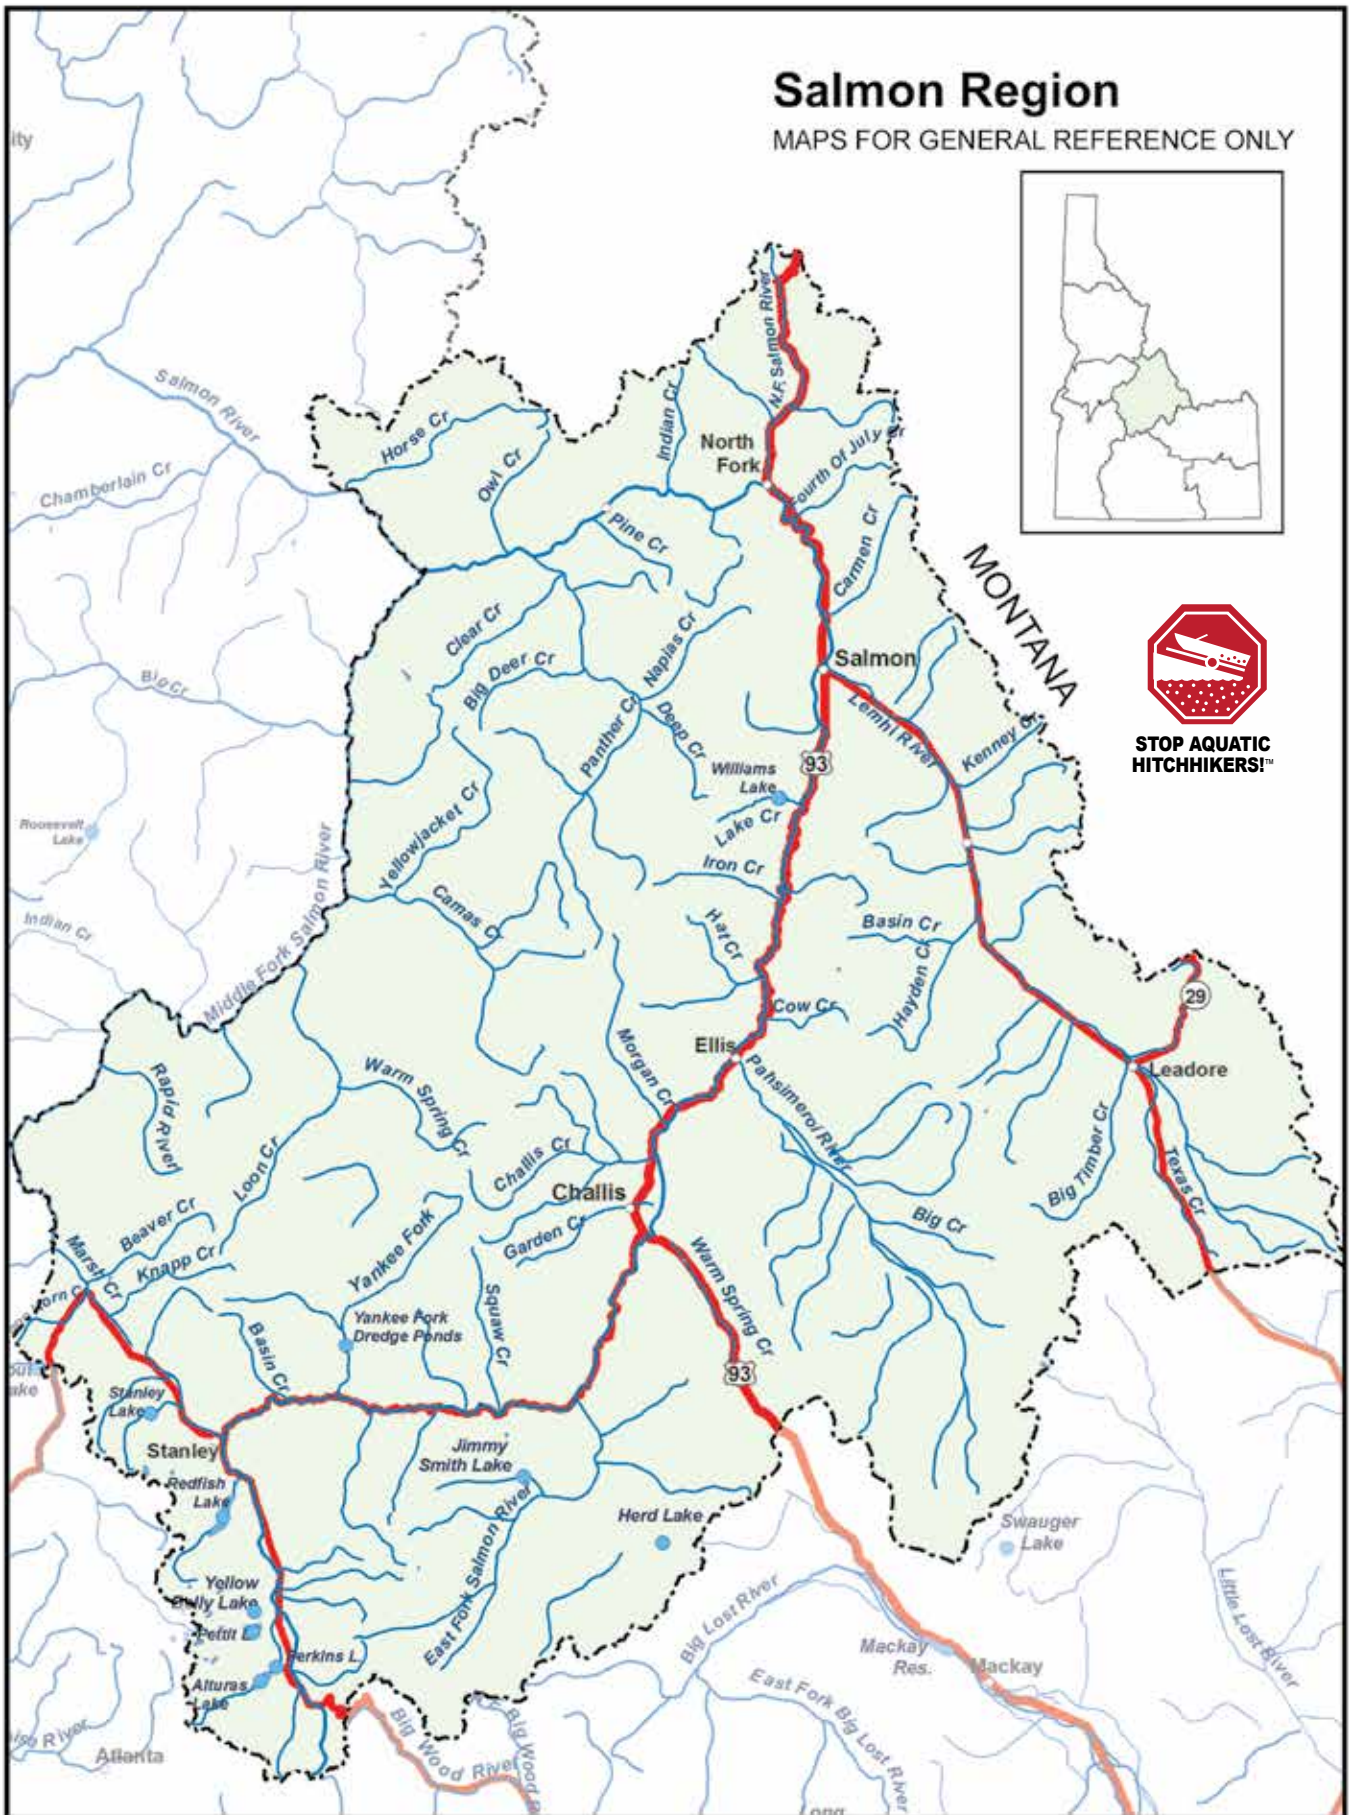 Salmon Region
MAPS FOR GENERAL REFERENCE ONLY
ity
Salmon River
Chamberlain Cr
Horse Cr
Owl Cr
Indian Cr
N.F. Salmon River
North
Fork
Fourth Of July Cr
Carmen Cr
Pine Cr
MONTANA
STOP AQUATIC
HITCHHIKERS!™
Clear Cr
Big Deer Cr
Napias Cr
Salmon
Big Cr
Panther Cr
Deep Cr
Lemhi River
Kenney Cr
93
Williams
Lake
Lake Cr
Roosevelt
Lake
Yellowjacket Cr
Iron Cr
Camas Cr
Hat Cr
Basin Cr
Hayden Cr
Indian Cr
Middle Fork Salmon River
29
Cow Cr
Ellis
Leadore
Morgan Cr
Pahsimeroi River
Rapid River
Warm Spring Cr
Loon Cr
Challis Cr
Challis
Garden Cr
Big Timber Cr
Texas Cr
Big Cr
Beaver Cr
Marsh Cr
Knapp Cr
Yankee Fork
Warm Spring Cr
Squaw Cr
Yankee Fork
Dredge Ponds
Basin Cr
93
ake
Stanley
Lake
Stanley
Jimmy
Smith Lake
Redfish
Lake
East Fork Salmon River
Herd Lake
Swauger
Lake
Yellow
Belly Lake
Pettit L.
Perkins L.
Alturas
Lake
Big Lost River
Little Lost River
Mackay
Res.
Mackay
East Fork Big Lost River
Big Wood River
Big Wood R
River
Atlanta